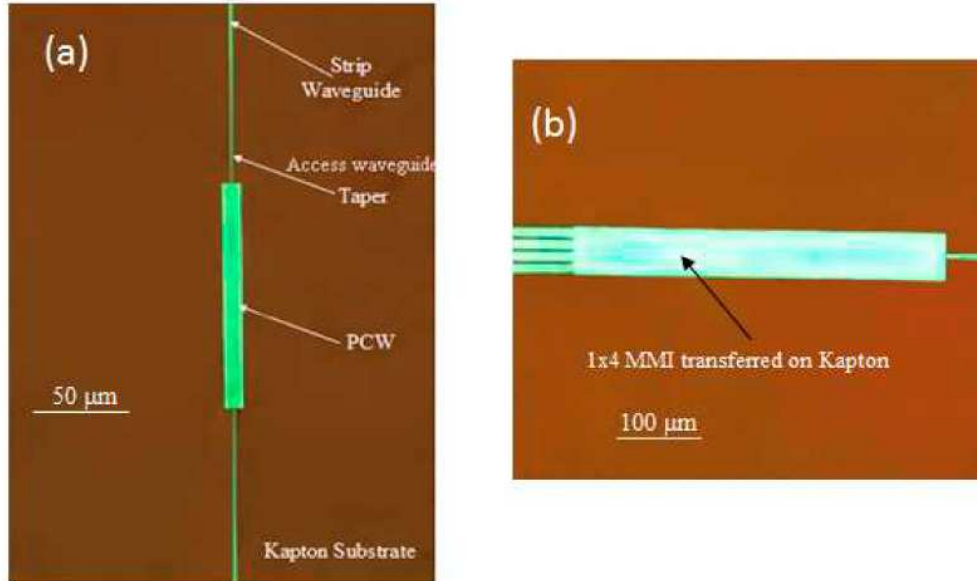 (a)
Strip
Waveguide
Access waveguide
Taper
PCW
50 μm
Kapton Substrate
(b)
1x4 MMI transferred on Kapton
100 μm